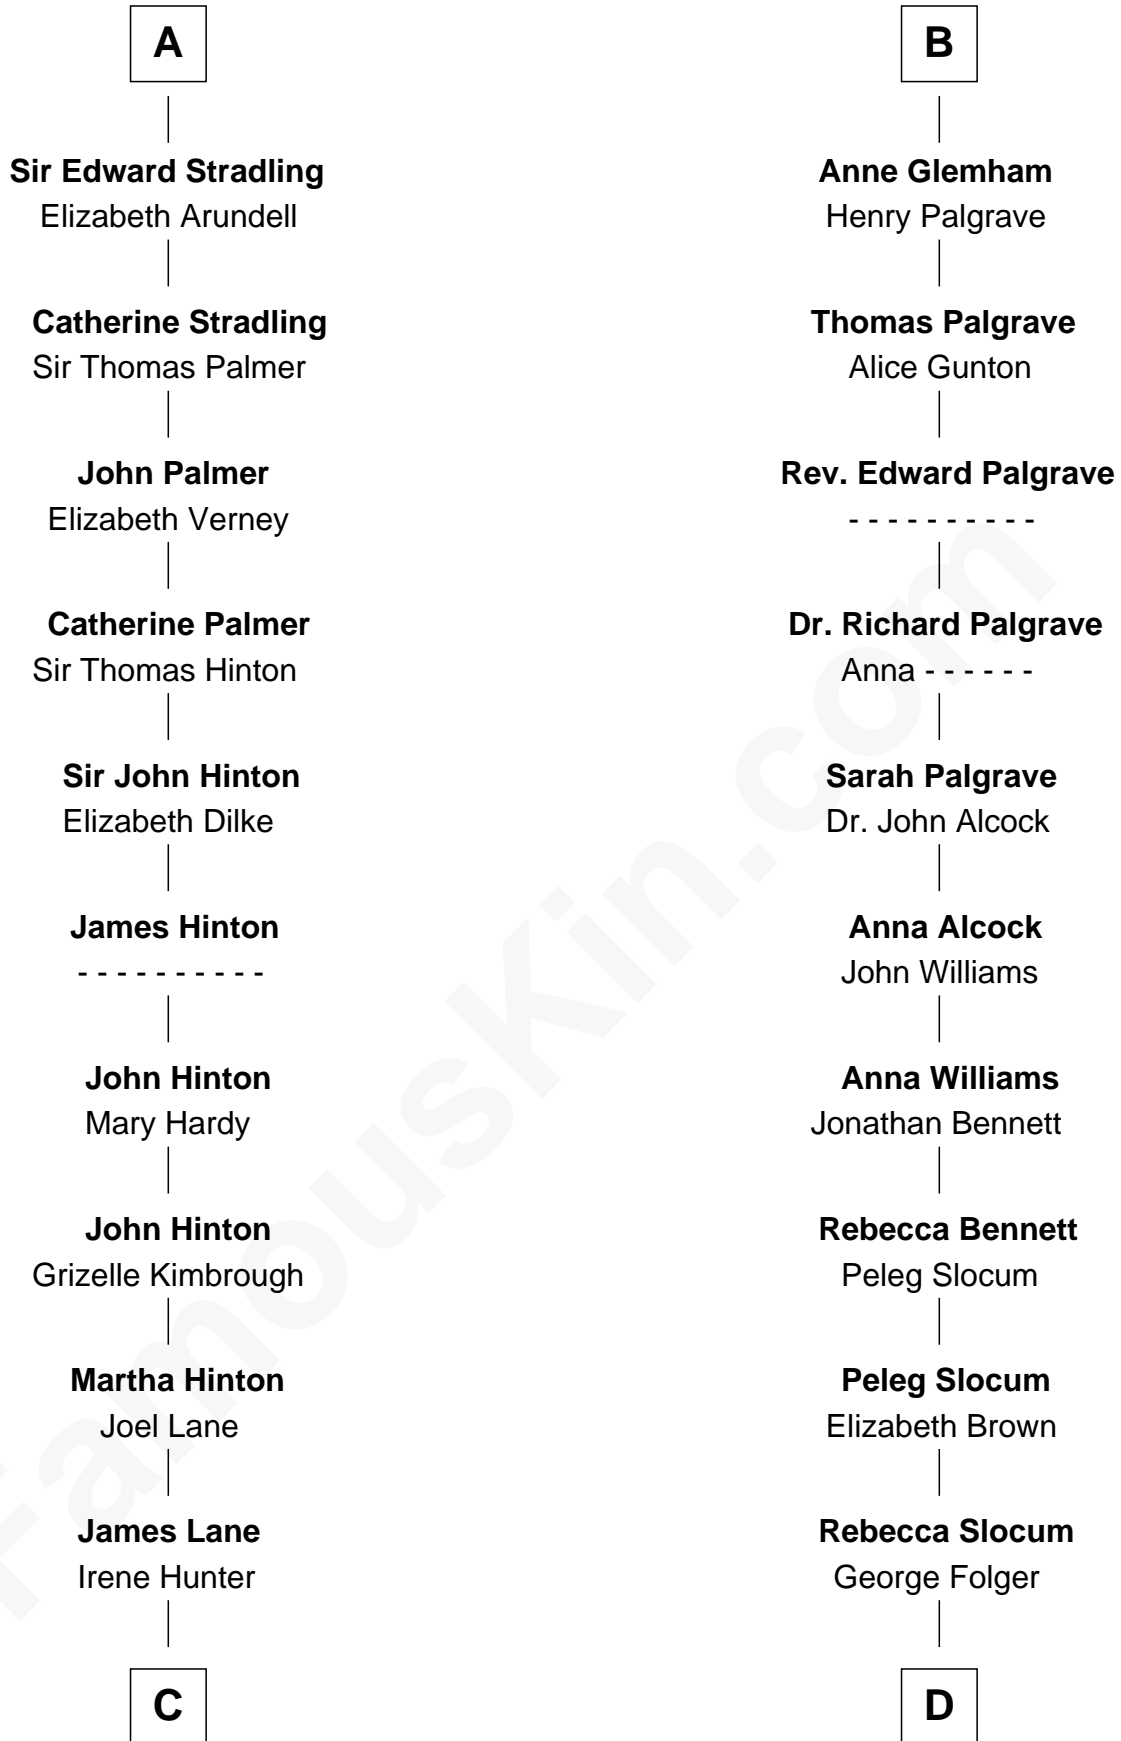 A
Sir Edward Stradling
Elizabeth Arundell
Catherine Stradling
Sir Thomas Palmer
John Palmer
Elizabeth Verney
Catherine Palmer
Sir Thomas Hinton
Sir John Hinton
Elizabeth Dilke
James Hinton
- - - - - - - - - -
John Hinton
Mary Hardy
John Hinton
Grizelle Kimbrough
Martha Hinton
Joel Lane
James Lane
Irene Hunter
C
B
Anne Glemham
Henry Palgrave
Thomas Palgrave
Alice Gunton
Rev. Edward Palgrave
- - - - - - - - - -
Dr. Richard Palgrave
Anna - - - - - -
Sarah Palgrave
Dr. John Alcock
Anna Alcock
John Williams
Anna Williams
Jonathan Bennett
Rebecca Bennett
Peleg Slocum
Peleg Slocum
Elizabeth Brown
Rebecca Slocum
George Folger
D
FamousKin.com